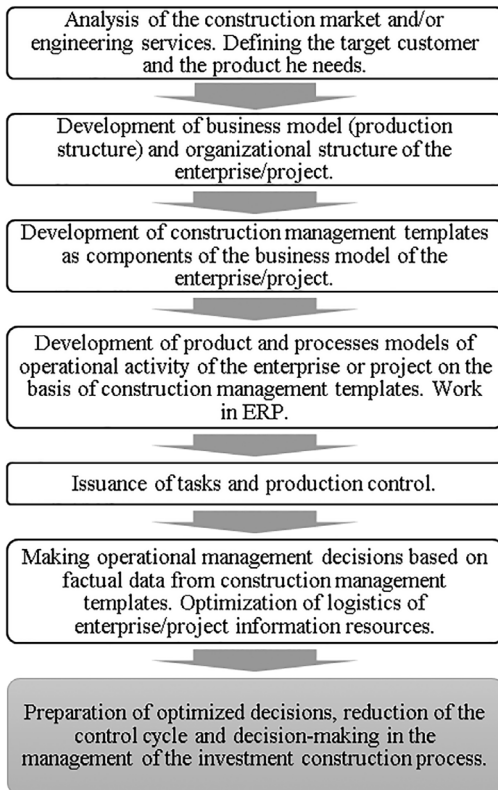 Analysis of the construction market and/or
engineering services. Defining the target customer
and the product he needs.
Development of business model (production
structure) and organizational structure of the
enterprise/project.
Development of construction management templates
as components of the business model of the
enterprise/project.
Development of product and processes models of
operational activity of the enterprise or project on the
basis of construction management templates. Work
in ERP.
Issuance of tasks and production control.
Making operational management decisions based on
factual data from construction management
templates. Optimization of logistics of
enterprise/project information resources.
Preparation of optimized decisions, reduction of the
control cycle and decision-making in the
management of the investment construction process.